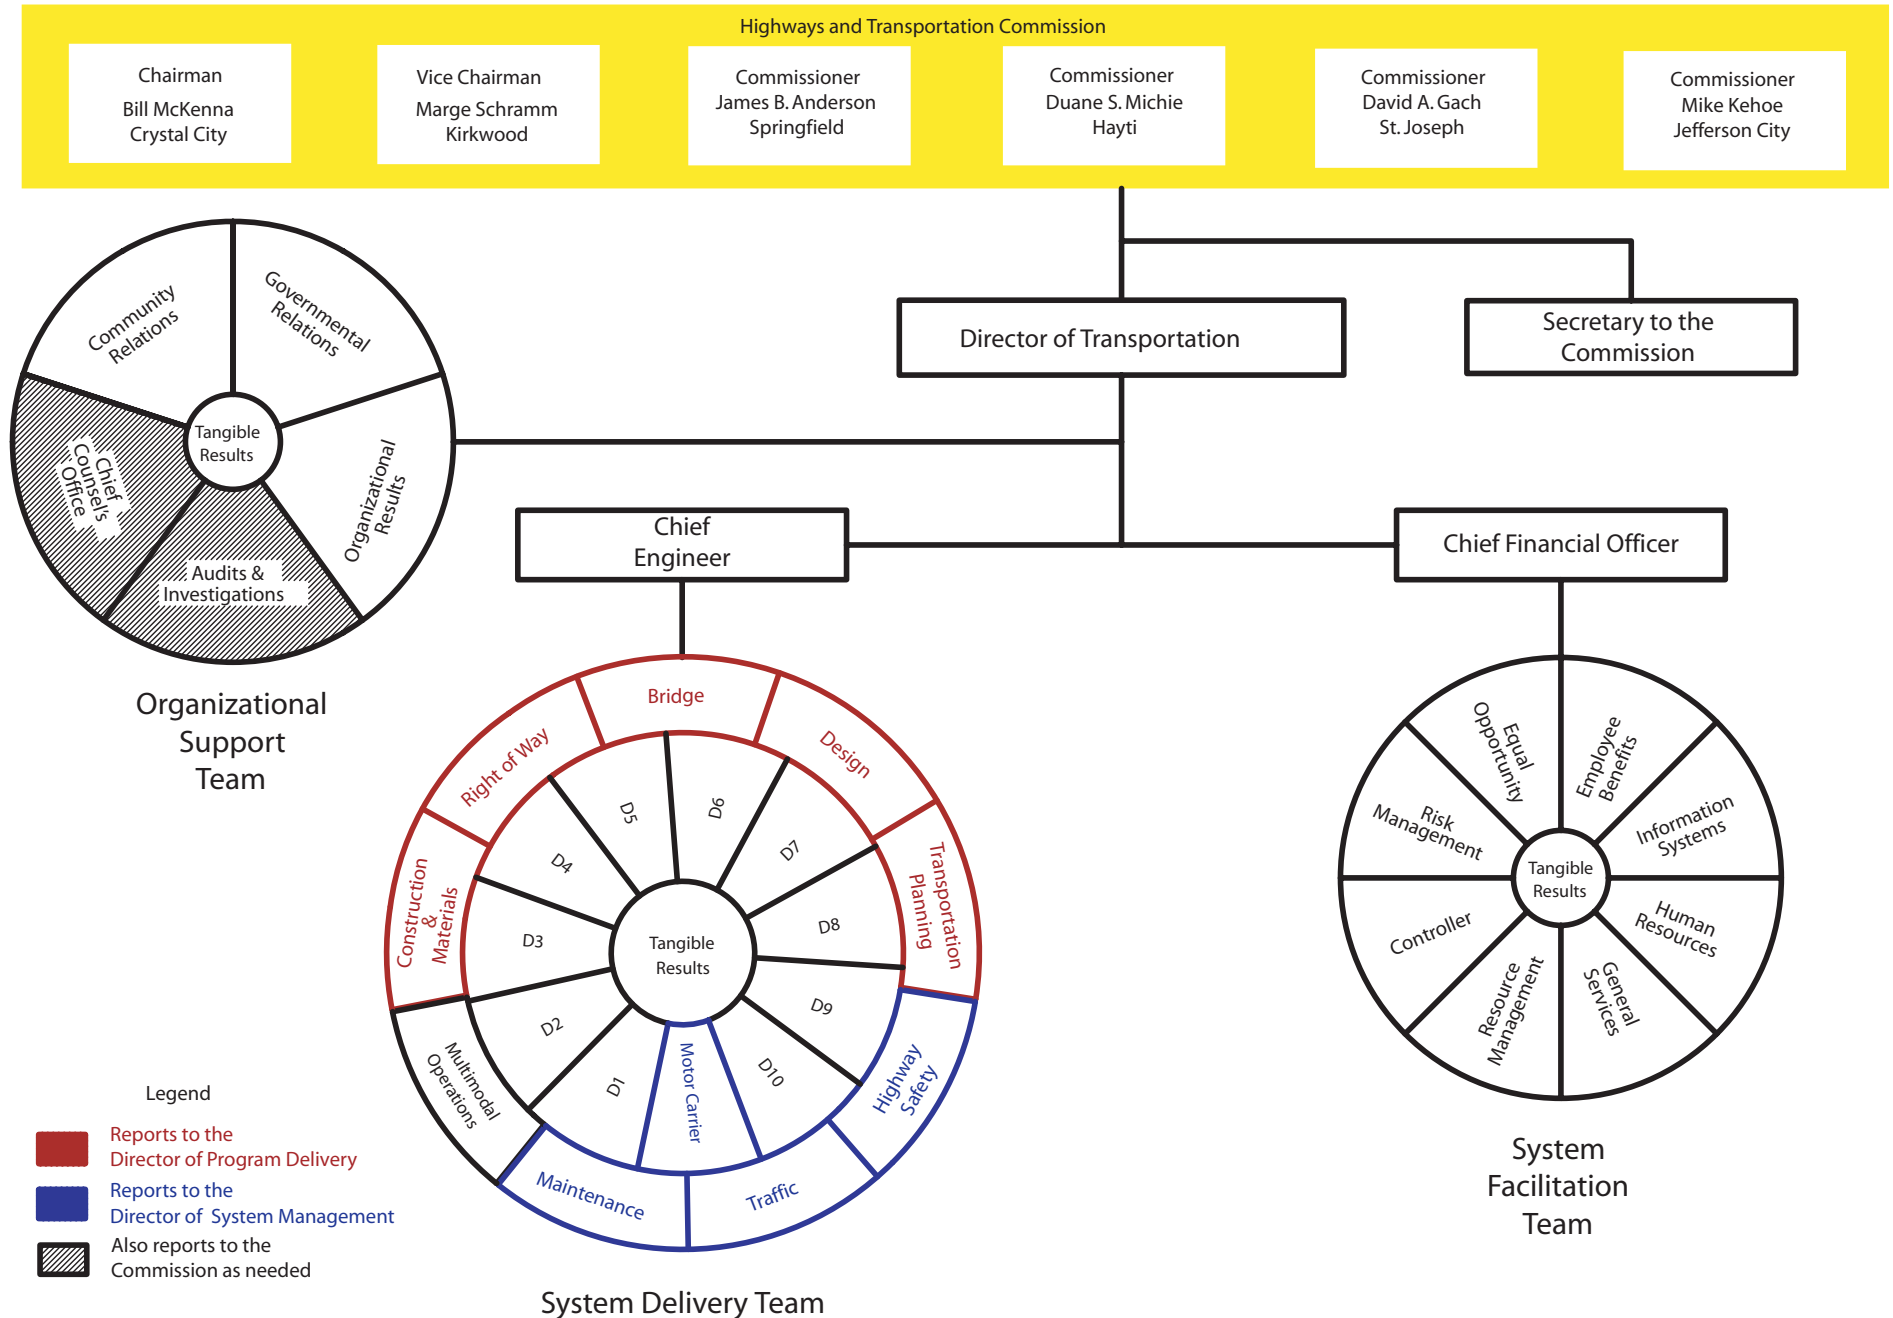 Highways and Transportation Commission
Chairman
Bill McKenna
Crystal City
Vice Chairman
Marge Schramm
Kirkwood
Commissioner
James B. Anderson
Springfield
Commissioner
Duane S. Michie
Hayti
Commissioner
David A. Gach
St. Joseph
Commissioner
Mike Kehoe
Jefferson City
Director of Transportation
Secretary to the
Commission
Community
Relations
Governmental
Relations
Organizational
Results
Audits &
Investigations
Chief
Counsel's
Office
Tangible
Results
Organizational
Support
Team
Chief
Engineer
Chief Financial Officer
Bridge
Design
Transportation
Planning
Highway
Safety
Traffic
Maintenance
Multimodal
Operations
Construction
&
Materials
Right of Way
D1
D2
D3
D4
D5
D6
D7
D8
D9
D10
Motor Carrier
Tangible
Results
System Delivery Team
Equal
Opportunity
Employee
Benefits
Information
Systems
Human
Resources
General
Services
Resource
Management
Controller
Risk
Management
Tangible
Results
System
Facilitation
Team
Legend
Reports to the
Director of Program Delivery
Reports to the
Director of System Management
Also reports to the
Commission as needed